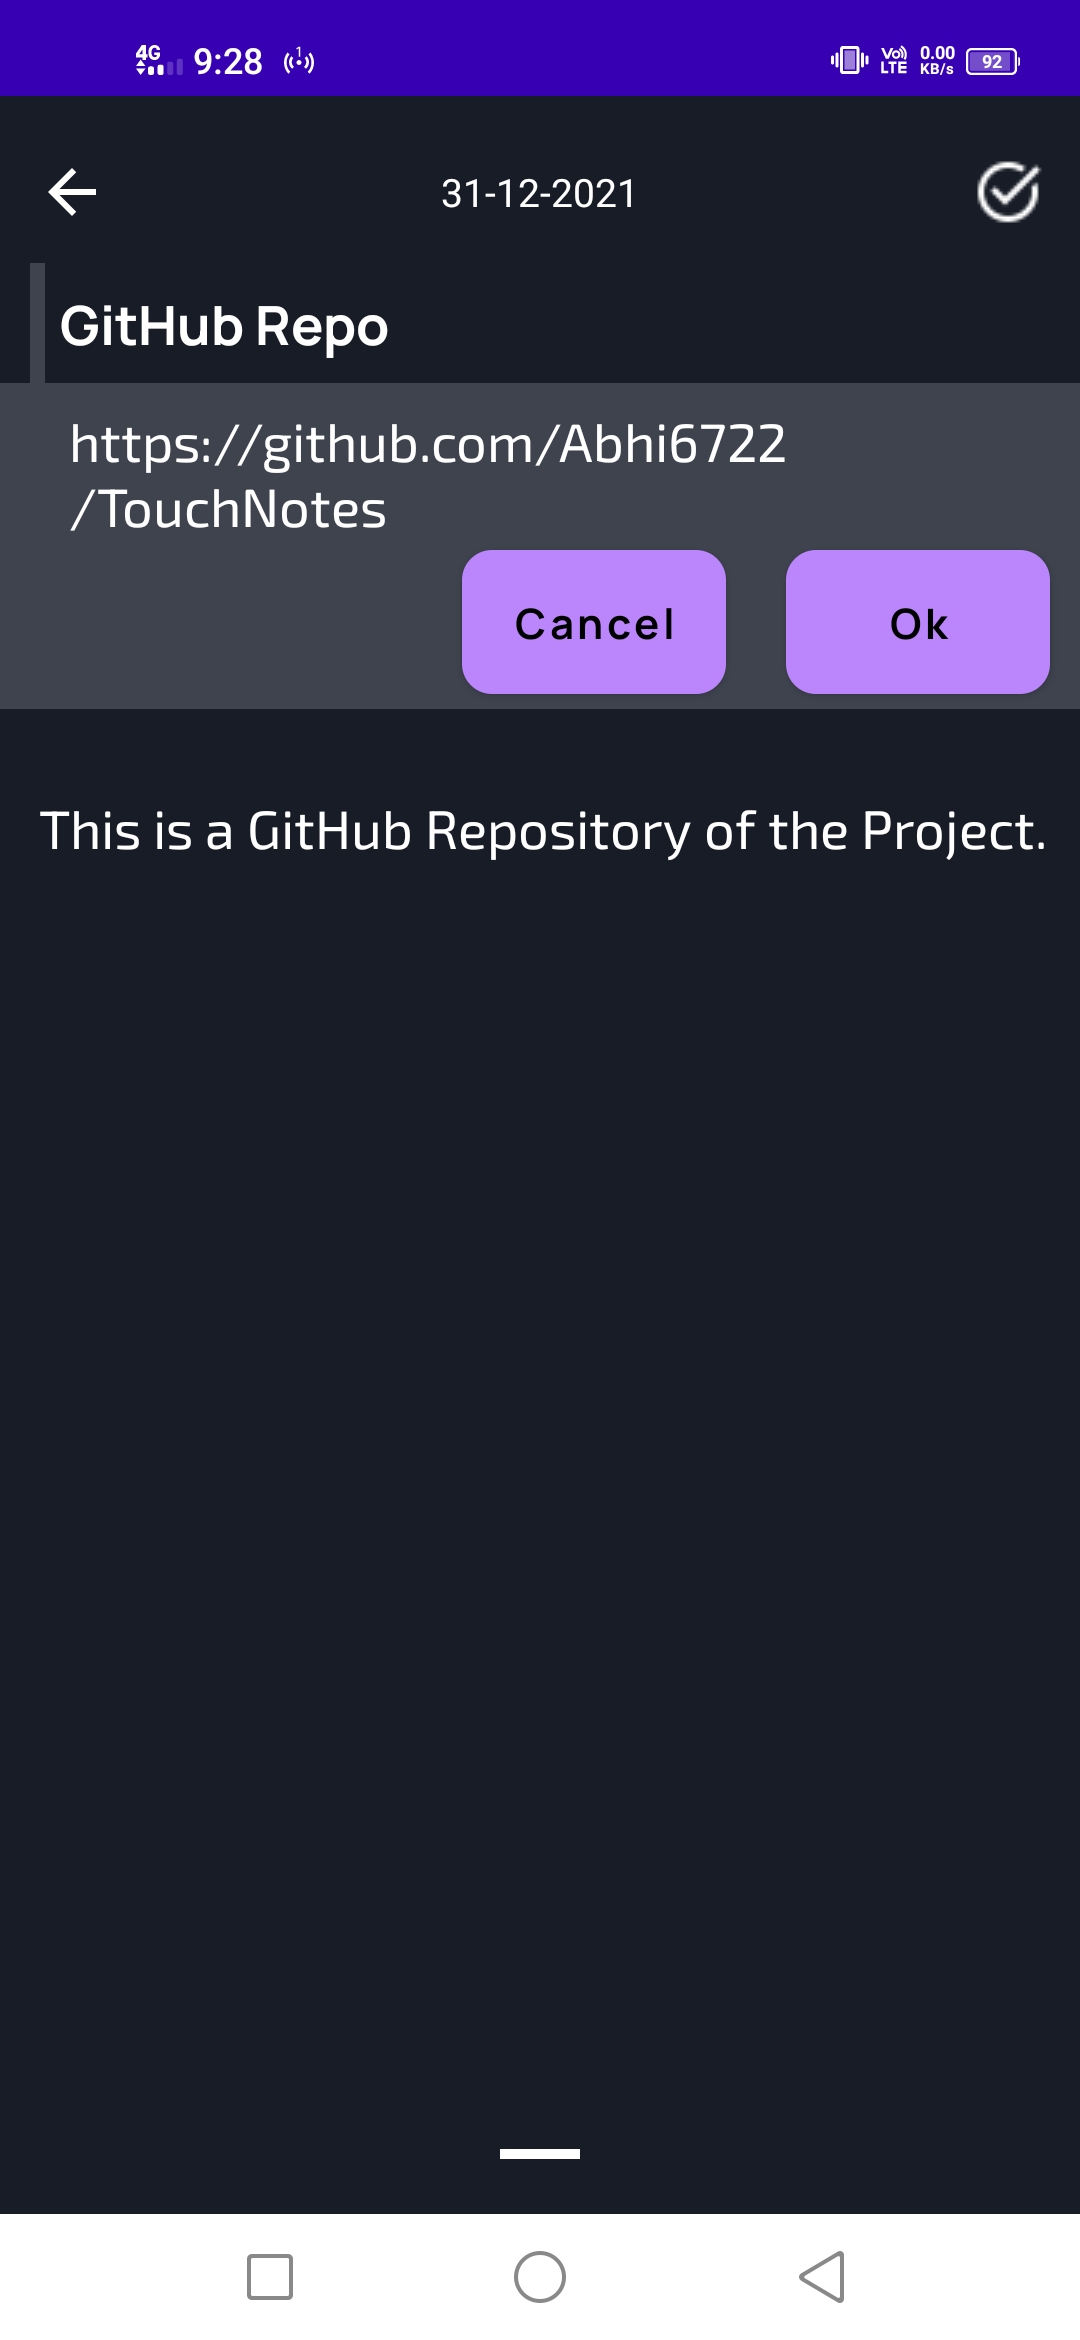 4G 9:28 1 Vo) LTE 0.00 KB/s 92
31-12-2021
GitHub Repo
https://github.com/Abhi6722
/TouchNotes
Cancel Ok
This is a GitHub Repository of the Project.